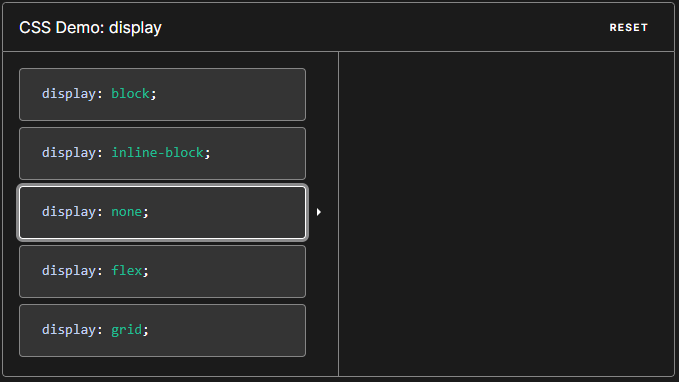 CSS Demo: display
RESET
display: block;
display: inline-block;
display: none;
display: flex;
display: grid;